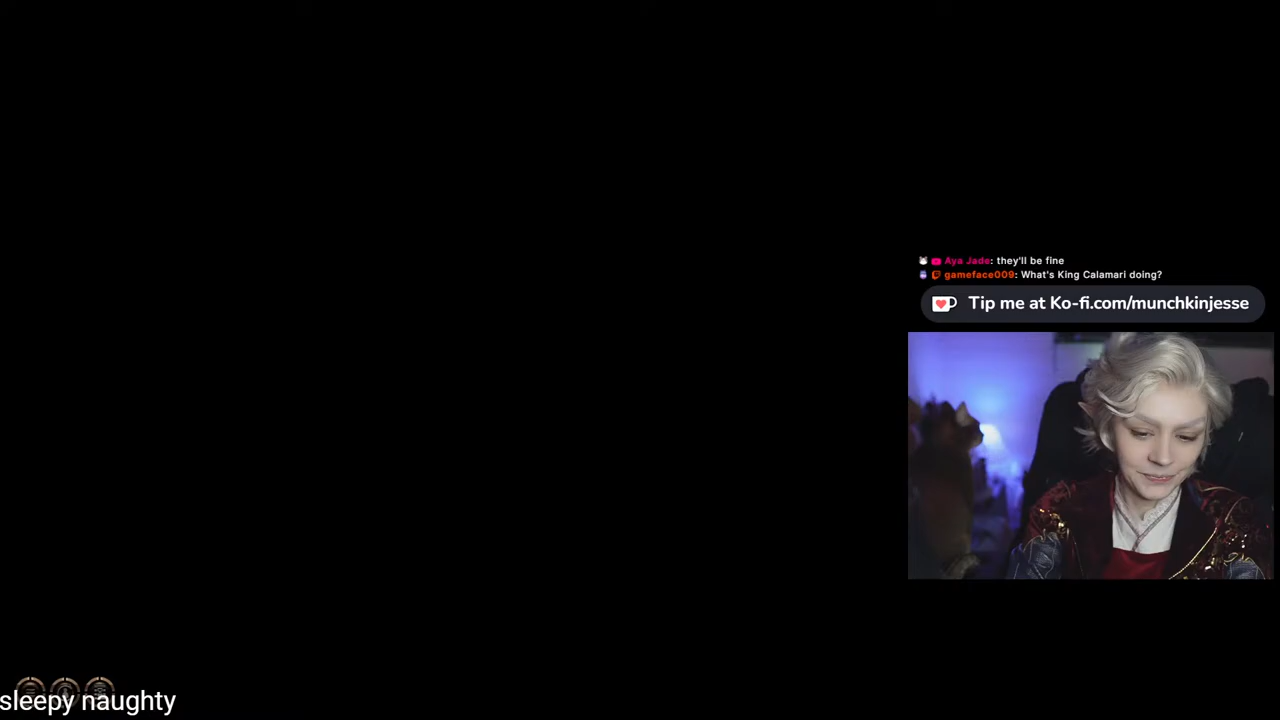 Aya Jade: they'll be fine
gameface009: What's King Calamari doing?
Tip me at Ko-fi.com/munchkinjesse
sleepy naughty